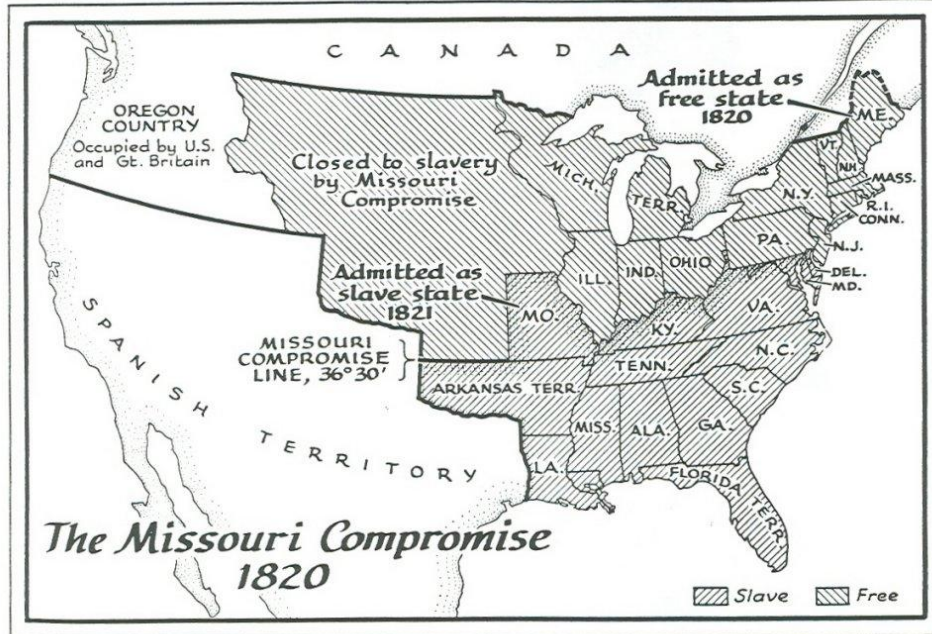 CANADA
OREGON
COUNTRY
Occupied by U.S.
and Gt. Britain
Admitted as
free state
1820
ME.
VT.
NH.
MASS.
R.I.
CONN.
N.Y.
Closed to slavery
by Missouri
Compromise
MICH.
TERR.
PA.
N.J.
DEL.
MD.
ILL.
IND.
OHIO
Admitted as
slave state
1821
MO.
KY.
VA.
MISSOURI
COMPROMISE
LINE, 36°30'
N.C.
TENN.
ARKANSAS TERR.
S.C.
MISS.
ALA.
GA.
LA.
FLORIDA
TERR.
SPANISH
TERRITORY
The Missouri Compromise
1820
Slave
Free